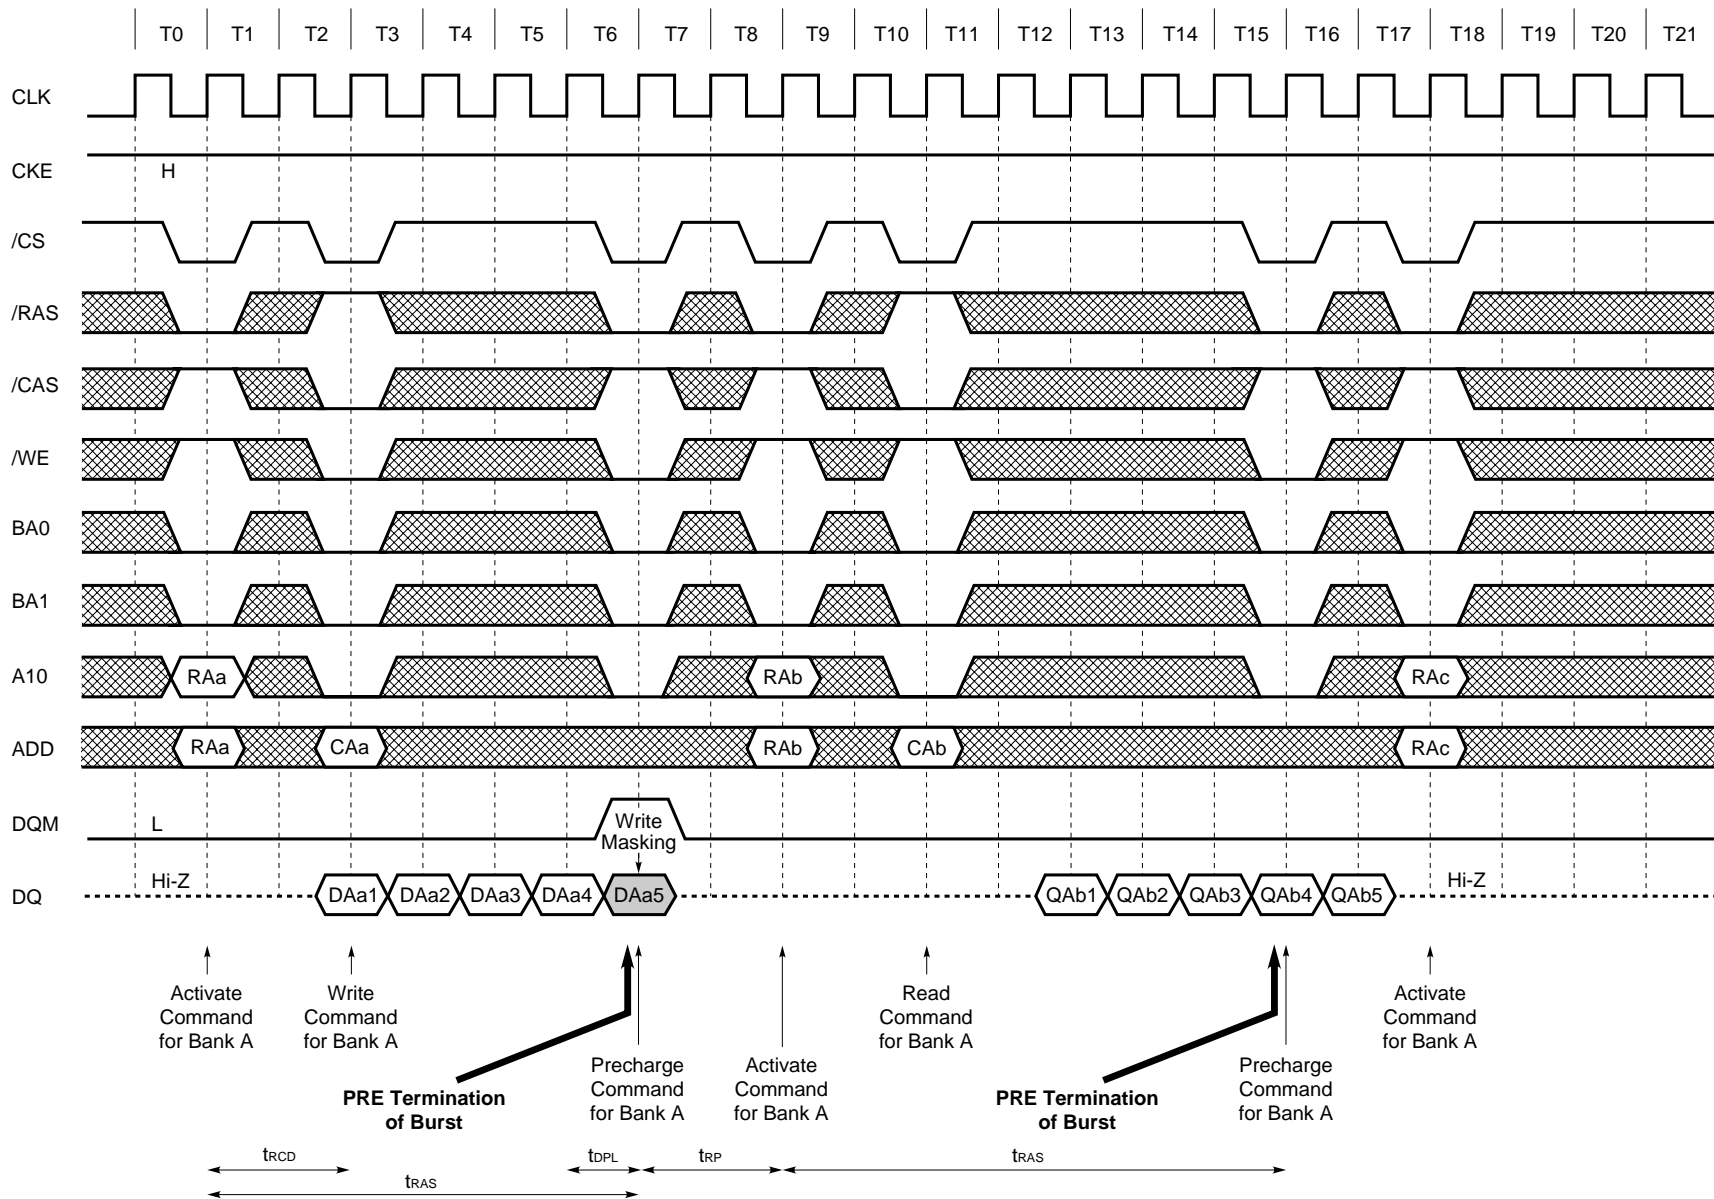 T0 T1 T2 T3 T4 T5 T6 T7 T8 T9 T10 T11 T12 T13 T14 T15 T16 T17 T18 T19 T20 T21
CLK
CKE H
/CS
/RAS
/CAS
/WE
BA0
BA1
A10 RAa RAb RAc
ADD RAa CAa RAb CAb RAc
DQM L Write
Masking
DQ Hi-Z DAa1 DAa2 DAa3 DAa4 DAa5 QAb1 QAb2 QAb3 QAb4 QAb5 Hi-Z
Activate
Command
for Bank A
Write
Command
for Bank A
PRE Termination
of Burst
Precharge
Command
for Bank A
Activate
Command
for Bank A
Read
Command
for Bank A
PRE Termination
of Burst
Precharge
Command
for Bank A
Activate
Command
for Bank A
tRCD tDPL tRP tRAS
tRAS